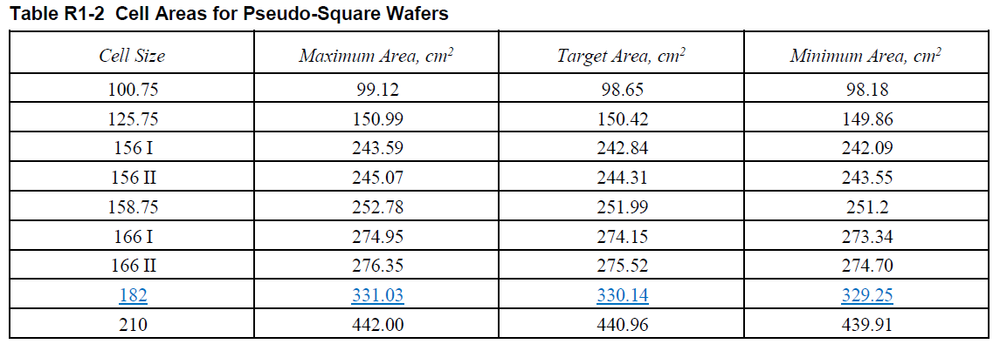 Table R1-2 Cell Areas for Pseudo-Square Wafers
Cell Size Maximum Area, cm² Target Area, cm² Minimum Area, cm²
100.75 99.12 98.65 98.18
125.75 150.99 150.42 149.86
156 I 243.59 242.84 242.09
156 II 245.07 244.31 243.55
158.75 252.78 251.99 251.2
166 I 274.95 274.15 273.34
166 II 276.35 275.52 274.70
182 331.03 330.14 329.25
210 442.00 440.96 439.91